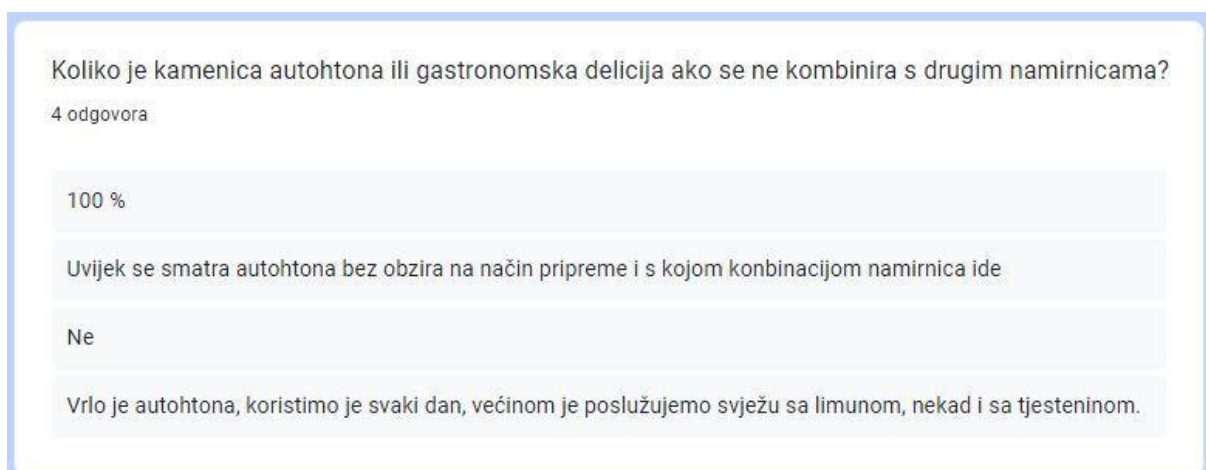 Koliko je kamenica autohtona ili gastronomska delicija ako se ne kombinira s drugim namirnicama?
4 odgovora
100 %
Uvijek se smatra autohtona bez obzira na način pripreme i s kojom konbinacijom namirnica ide
Ne
Vrlo je autohtona, koristimo je svaki dan, većinom je poslužujemo svježu sa limunom, nekad i sa tjesteninom.